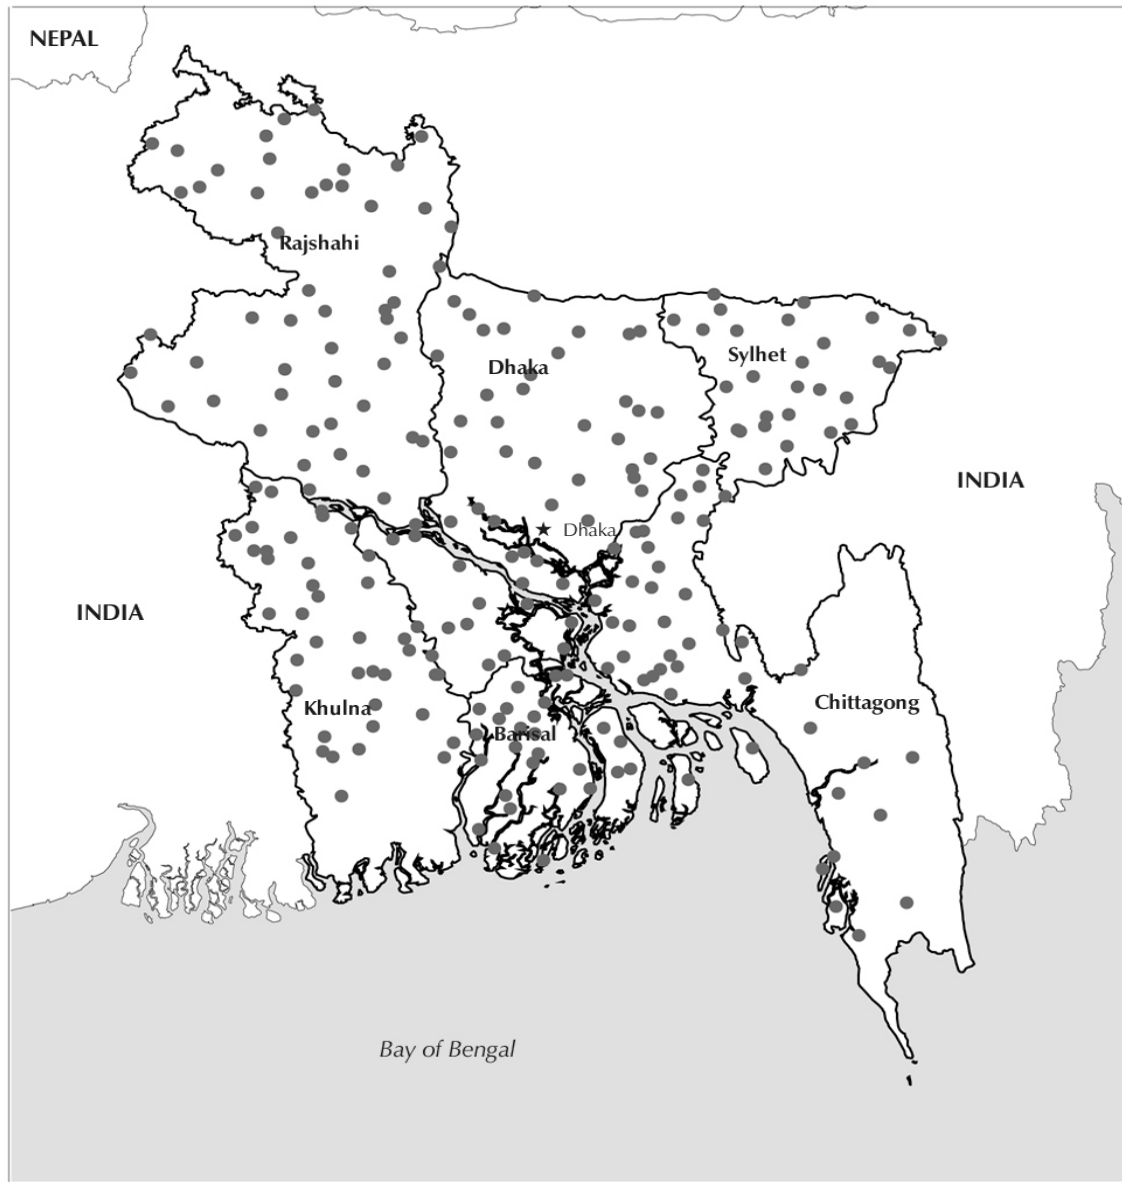 NEPAL
Rajshahi
Sylhet
Dhaka
INDIA
Dhaka
INDIA
Chittagong
Khulna
Barisal
Bay of Bengal